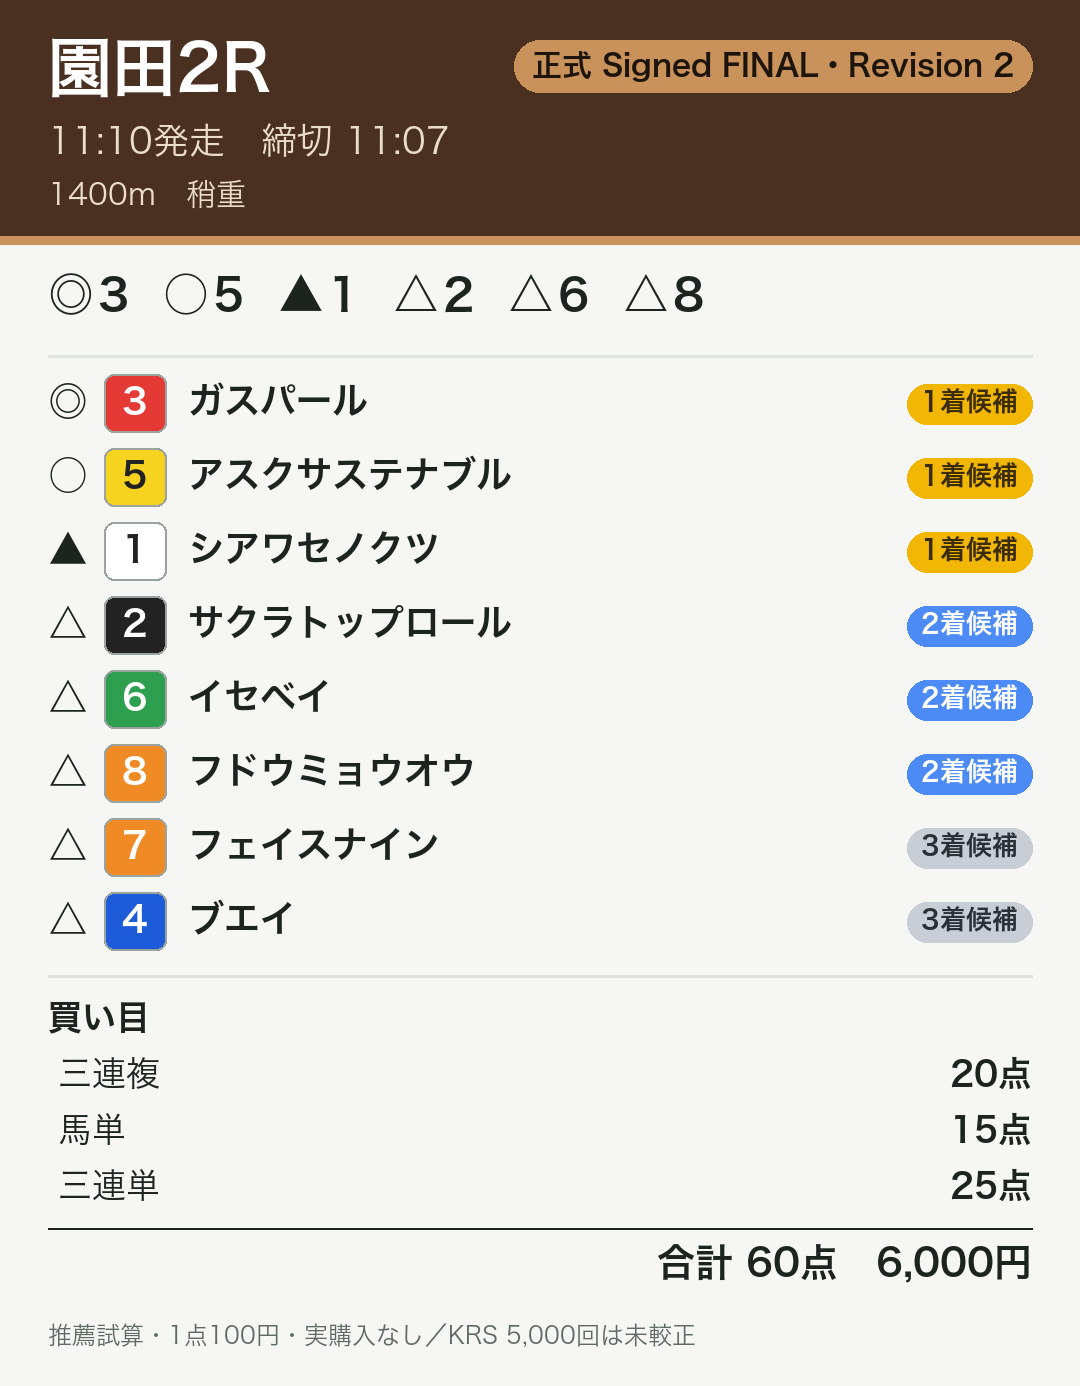 園田2R
正式 Signed FINAL・Revision 2
11:10発走　締切 11:07
1400m　稍重
◎3 ○5 ▲1 △2 △6 △8
◎ 3 ガスパール 1着候補
○ 5 アスクサステナブル 1着候補
▲ 1 シアワセノクツ 1着候補
△ 2 サクラトップロール 2着候補
△ 6 イセベイ 2着候補
△ 8 フドウミョウオウ 2着候補
△ 7 フェイスナイン 3着候補
△ 4 ブエイ 3着候補
買い目
三連複 20点
馬単 15点
三連単 25点
合計 60点　6,000円
推薦試算・1点100円・実購入なし／KRS 5,000回は未較正